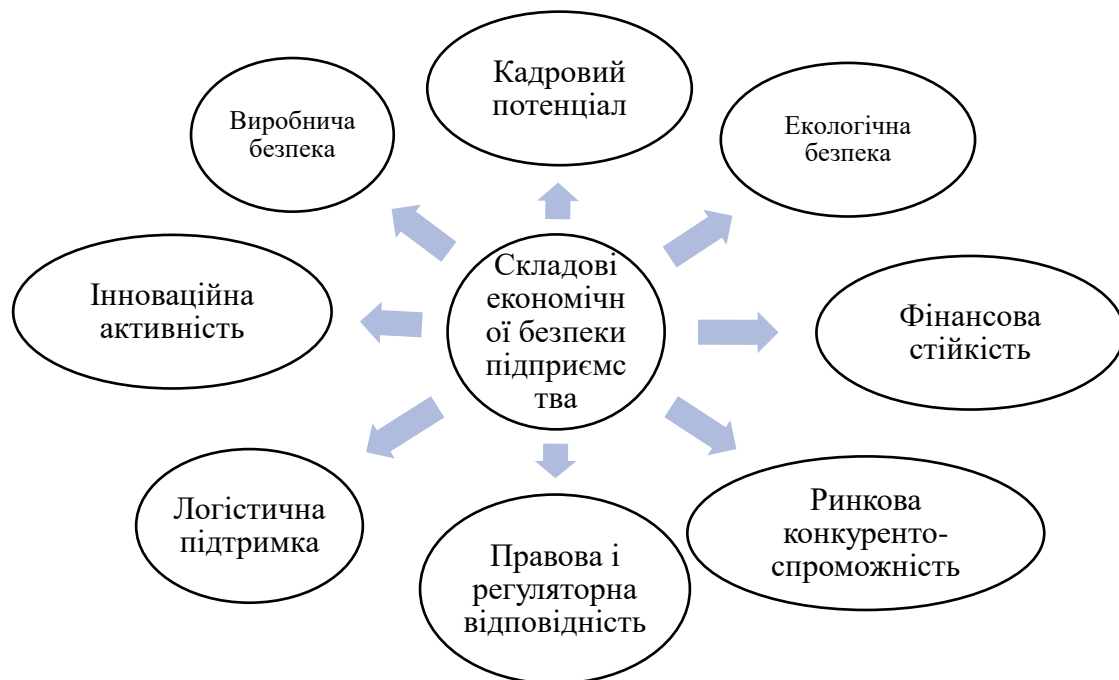 Кадровий
потенціал
Виробнича
безпека
Екологічна
безпека
Складові
економічн
ої безпеки
підприємс
тва
Інноваційна
активність
Фінансова
стійкість
Логістична
підтримка
Правова і
регуляторна
відповідність
Ринкова
конкуренто-
спроможність